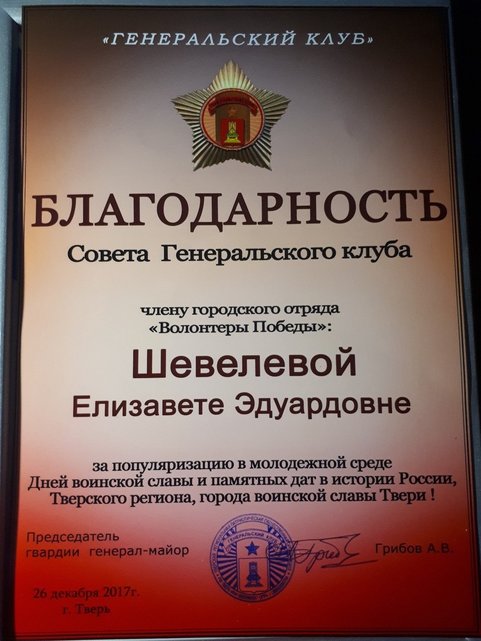 «ГЕНЕРАЛЬСКИЙ КЛУБ»
БЛАГОДАРНОСТЬ
Совета Генеральского клуба
члену городского отряда
«Волонтеры Победы»:
Шевелевой
Елизавете Эдуардовне
за популяризацию в молодежной среде
Дней воинской славы и памятных дат в истории России,
Тверского региона, города воинской славы Твери !
Председатель
гвардии генерал-майор
ГЕНЕРАЛЬСКИЙ КЛУБ
Грибов А.В.
26 декабря 2017г.
г. Тверь